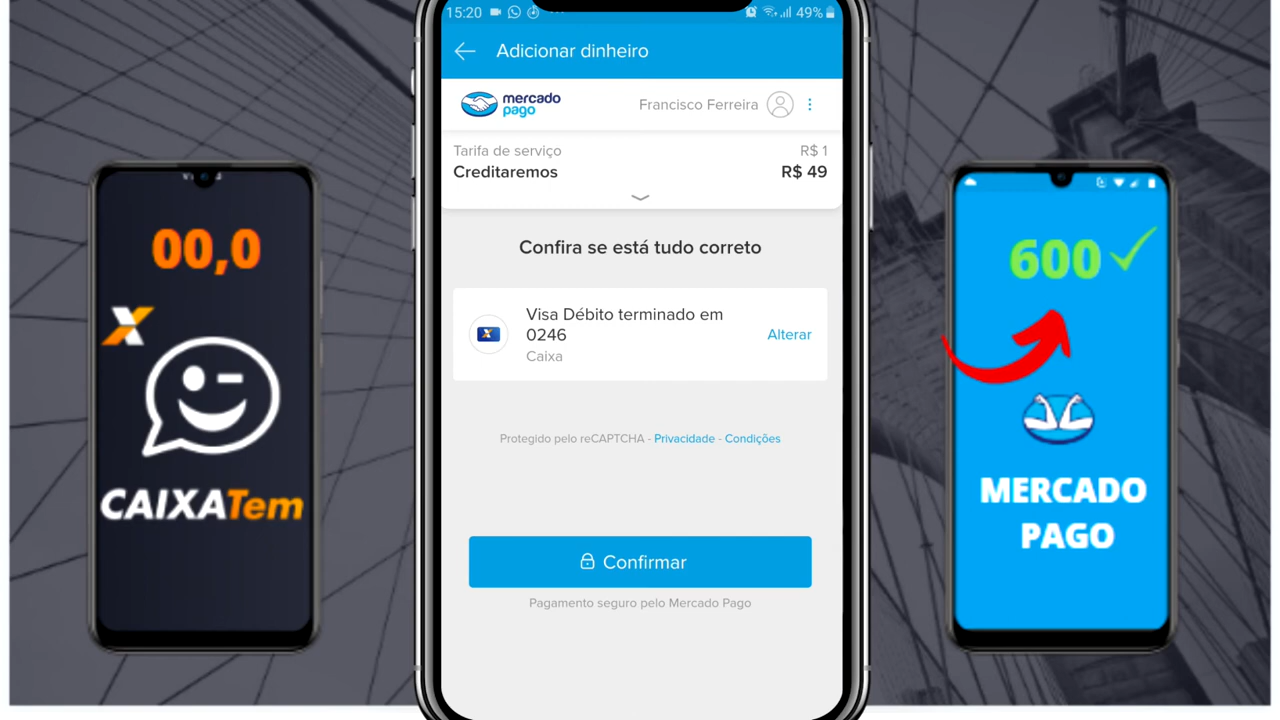 15:20
49%
Adicionar dinheiro
mercado
pago
Francisco Ferreira
Tarifa de serviço R$ 1
Creditaremos R$ 49
Confira se está tudo correto
Visa Débito terminado em
0246
Caixa
Alterar
Protegido pelo reCAPTCHA - Privacidade - Condições
Confirmar
Pagamento seguro pelo Mercado Pago
00,0
X
CAIXATem
600
MERCADO
PAGO